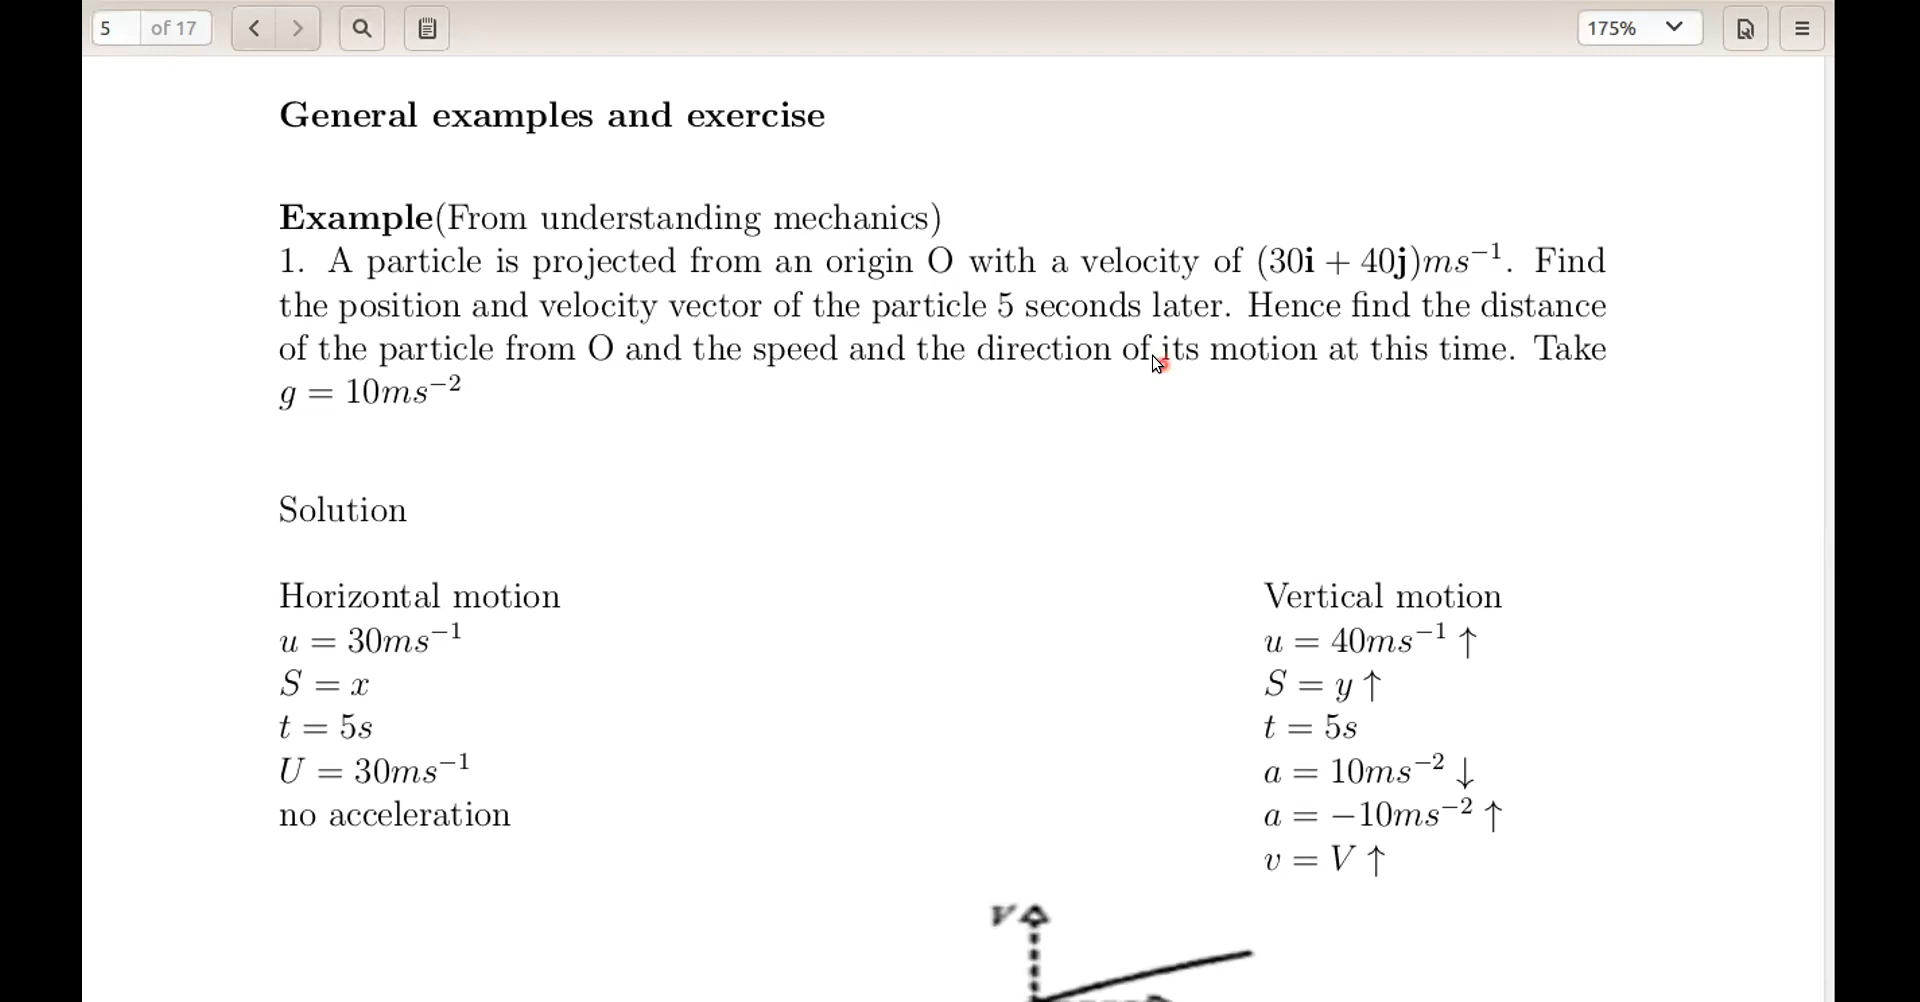 5 of 17 175%
General examples and exercise
Example(From understanding mechanics)
1. A particle is projected from an origin O with a velocity of (30i + 40j)ms⁻¹. Find
the position and velocity vector of the particle 5 seconds later. Hence find the distance
of the particle from O and the speed and the direction of its motion at this time. Take
g = 10ms⁻²
Solution
Horizontal motion
u = 30ms⁻¹
S = x
t = 5s
U = 30ms⁻¹
no acceleration
Vertical motion
u = 40ms⁻¹ ↑
S = y ↑
t = 5s
a = 10ms⁻² ↓
a = −10ms⁻² ↑
v = V ↑
V